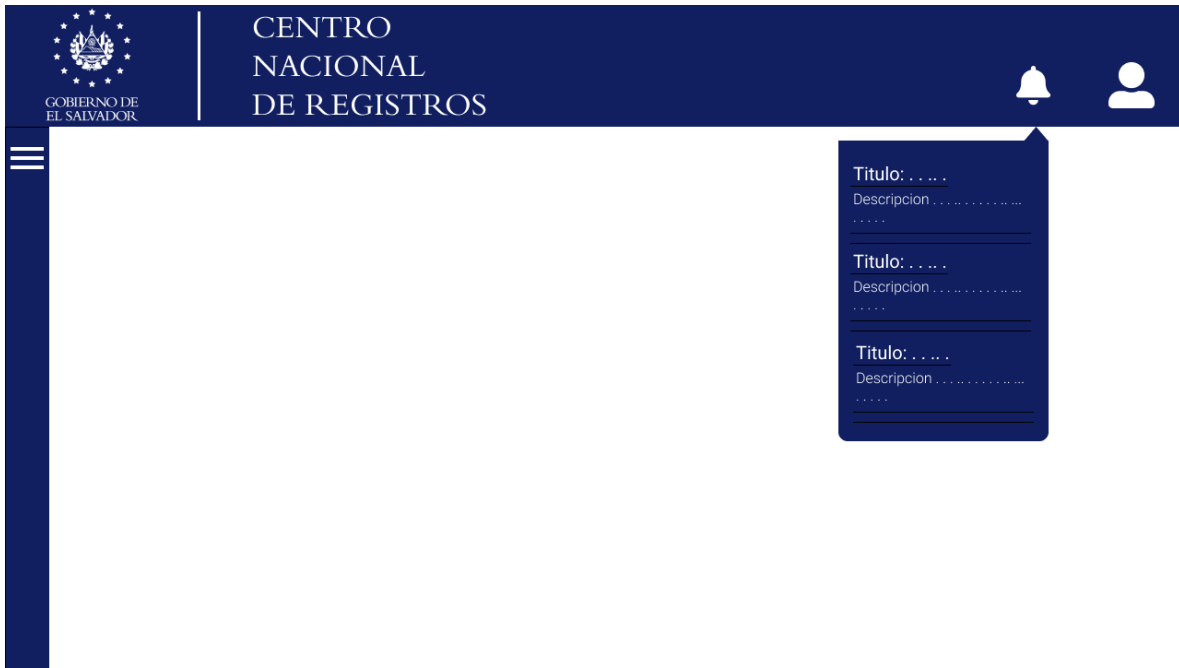 GOBIERNO DE
EL SALVADOR
CENTRO
NACIONAL
DE REGISTROS
Titulo: . . .. .
Descripcion . . . .. . . . . . .. ...
. . . . .
Titulo: . . .. .
Descripcion . . . .. . . . . . .. ...
. . . . .
Titulo: . . .. .
Descripcion . . . .. . . . . . .. ...
. . . . .